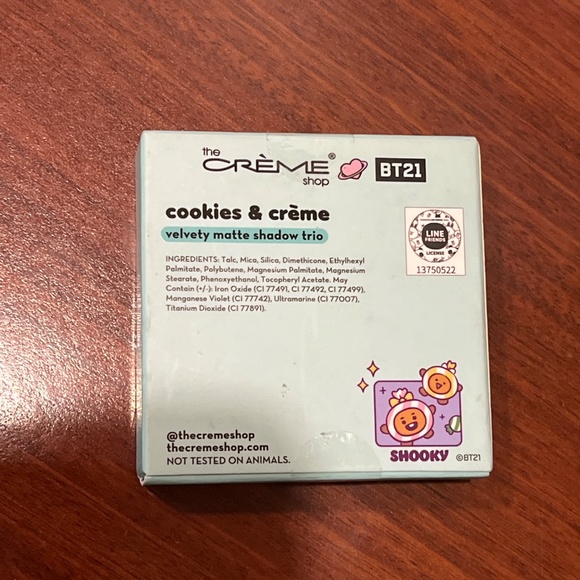 the
CRÈME®
shop
BT21
cookies & crème
velvety matte shadow trio
INGREDIENTS: Talc, Mica, Silica, Dimethicone, Ethylhexyl
Palmitate, Polybutene, Magnesium Palmitate, Magnesium
Stearate, Phenoxyethanol, Tocopheryl Acetate. May
Contain (+/-): Iron Oxide (CI 77491, CI 77492, CI 77499),
Manganese Violet (CI 77742), Ultramarine (CI 77007),
Titanium Dioxide (CI 77891).
LINE
FRIENDS
LICENSE
13750522
@thecremeshop
thecremeshop.com
NOT TESTED ON ANIMALS.
SHOOKY
©BT21